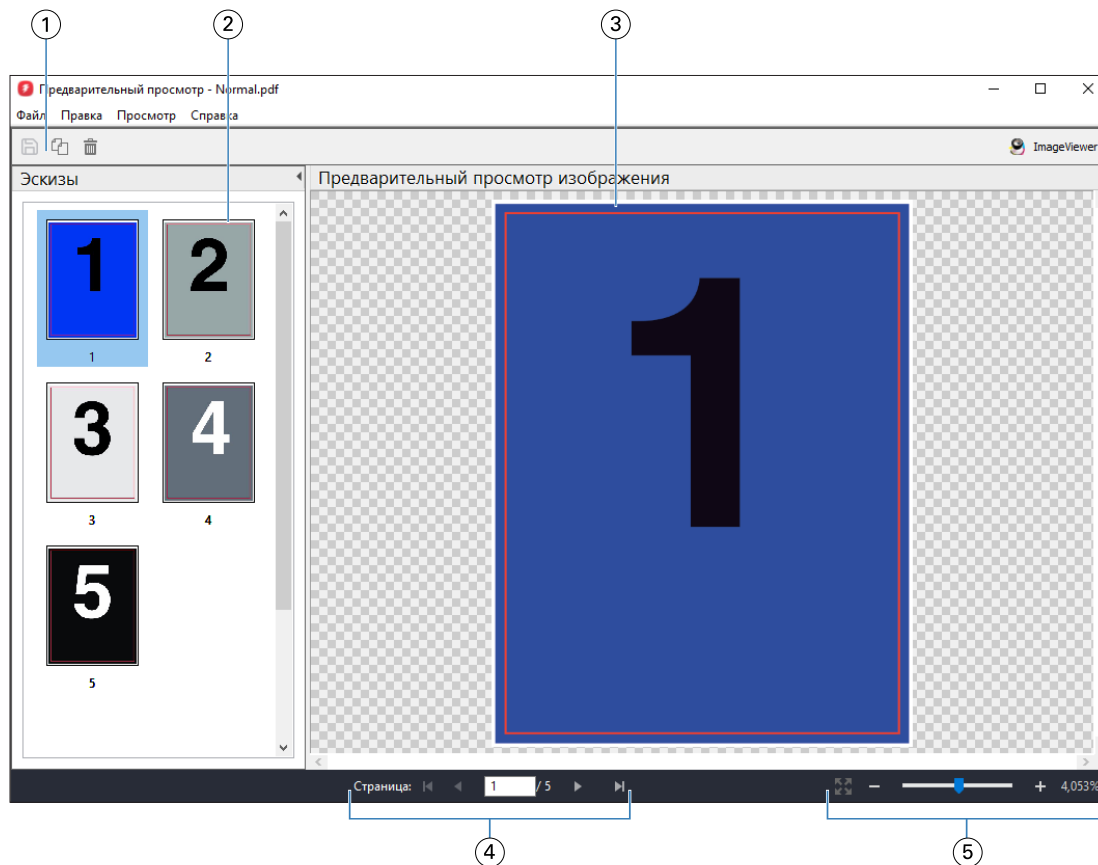 1 2 3
Предварительный просмотр - Normal.pdf
Файл Правка Просмотр Справка
ImageViewer
Эскизы
Предварительный просмотр изображения
1 2
1 2
3 4
3 4
5
5
1
Страница: 1 / 5 4,053%
4 5